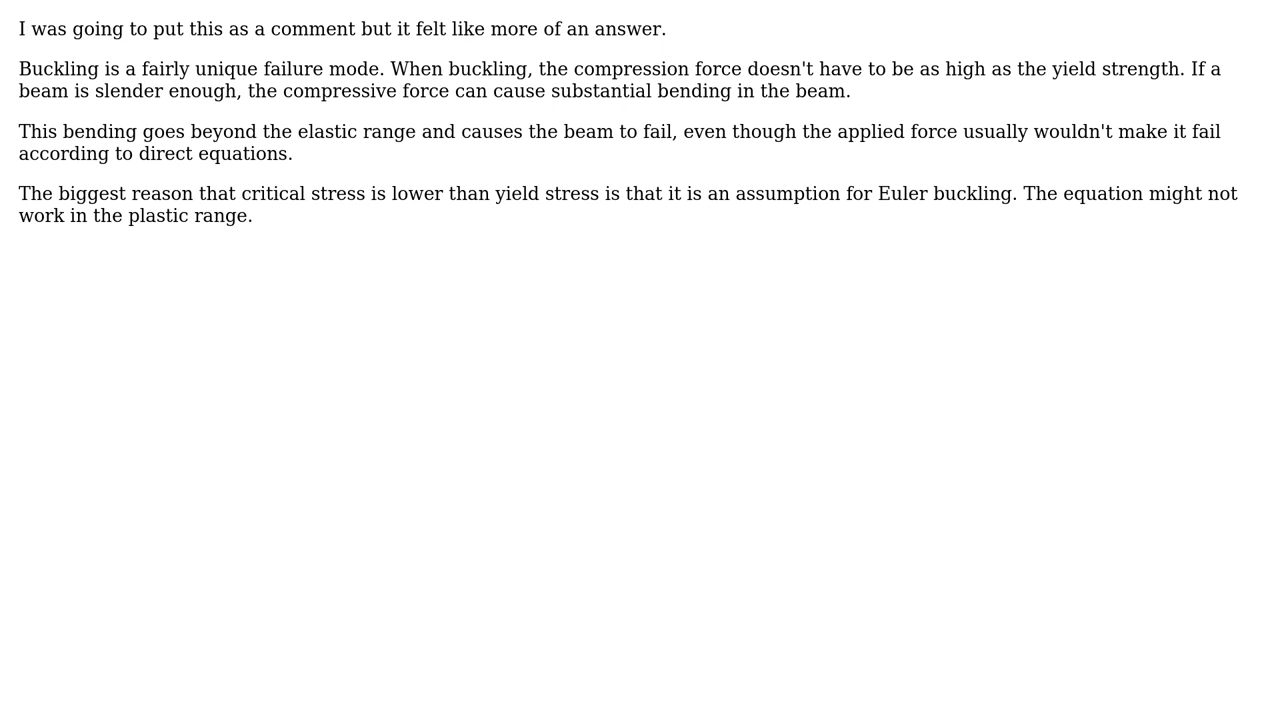 I was going to put this as a comment but it felt like more of an answer.
Buckling is a fairly unique failure mode. When buckling, the compression force doesn't have to be as high as the yield strength. If a
beam is slender enough, the compressive force can cause substantial bending in the beam.
This bending goes beyond the elastic range and causes the beam to fail, even though the applied force usually wouldn't make it fail
according to direct equations.
The biggest reason that critical stress is lower than yield stress is that it is an assumption for Euler buckling. The equation might not
work in the plastic range.